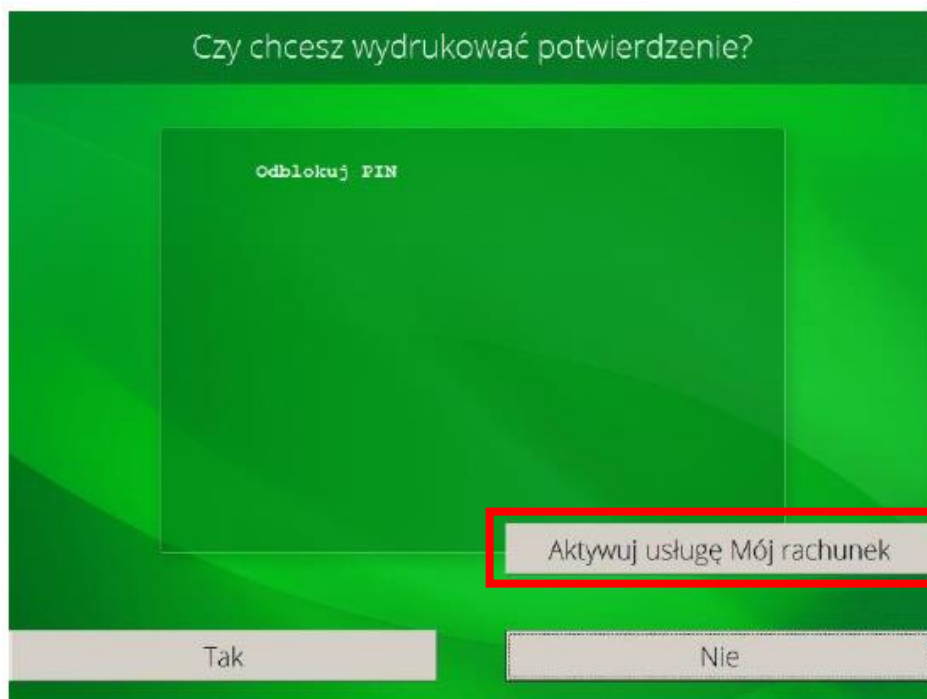 Czy chcesz wydrukować potwierdzenie?
Odblokuj PIN
Aktywuj usługę Mój rachunek
Tak
Nie